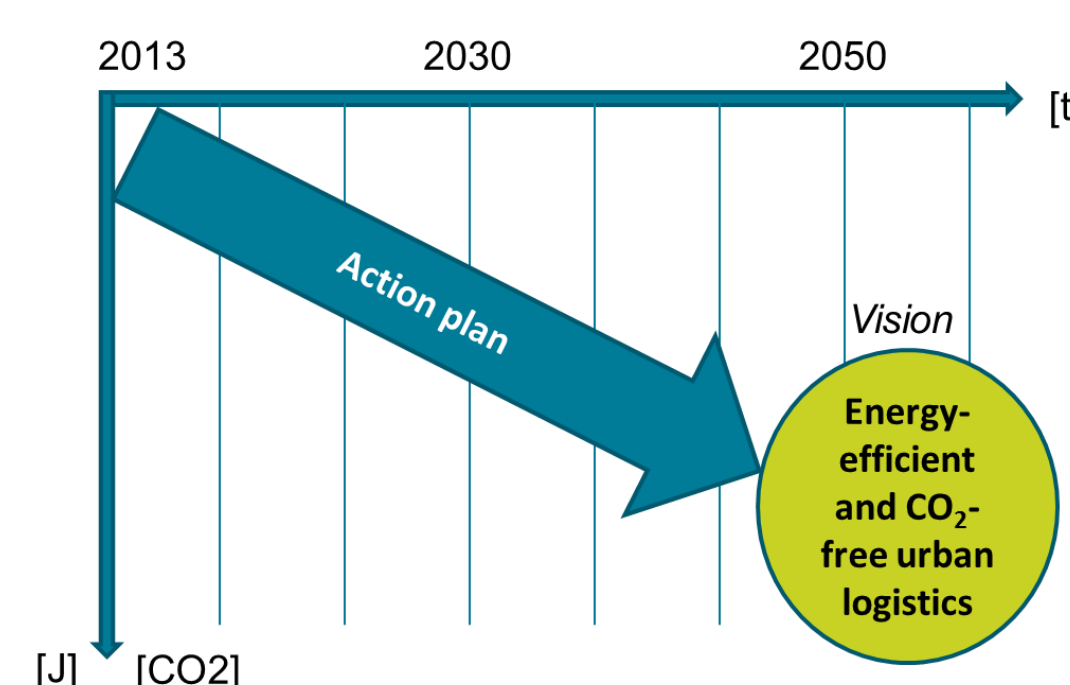 2013 2030 2050
[t
Action plan
Vision
Energy-
efficient
and CO₂-
free urban
logistics
[J] [CO2]